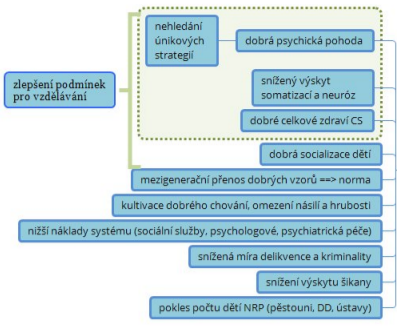 nehledání
únikových
strategií
dobrá psychická pohoda
zlepšení podmínek
pro vzdělávání
snížený výskyt
somatizací a neuróz
dobré celkové zdraví CS
dobrá socializace dětí
mezigenerační přenos dobrých vzorů ==> norma
kultivace dobrého chování, omezení násilí a hrubosti
nižší náklady systému (sociální služby, psychologové, psychiatrická péče)
snížená míra delikvence a kriminality
snížení výskytu šikany
pokles počtu dětí NRP (pěstouni, DD, ústavy)